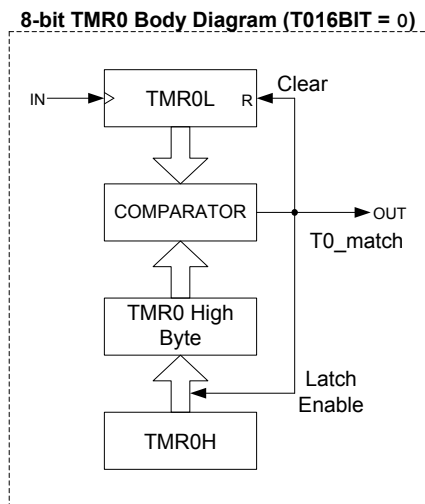 8-bit TMR0 Body Diagram (T016BIT = 0)
IN
TMR0L
R
Clear
COMPARATOR
OUT
T0_match
TMR0 High
Byte
Latch
Enable
TMR0H